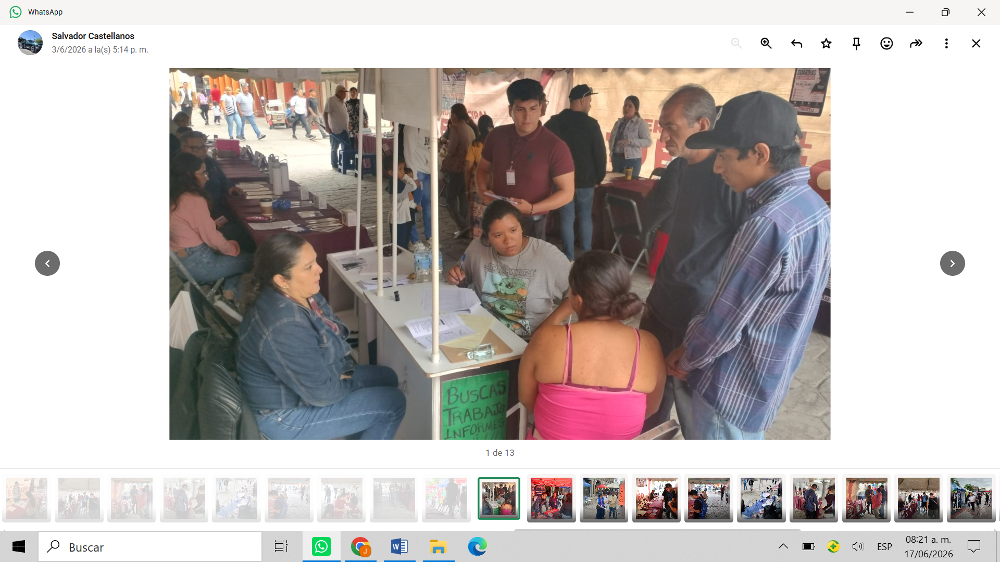 WhatsApp
Salvador Castellanos
3/6/2026 a la(s) 5:14 p. m.
GUARDIAS
STAR WARS
BUSCAS
TRABAJO
INFORMES
1 de 13
Buscar
ESP
08:21 a. m.
17/06/2026